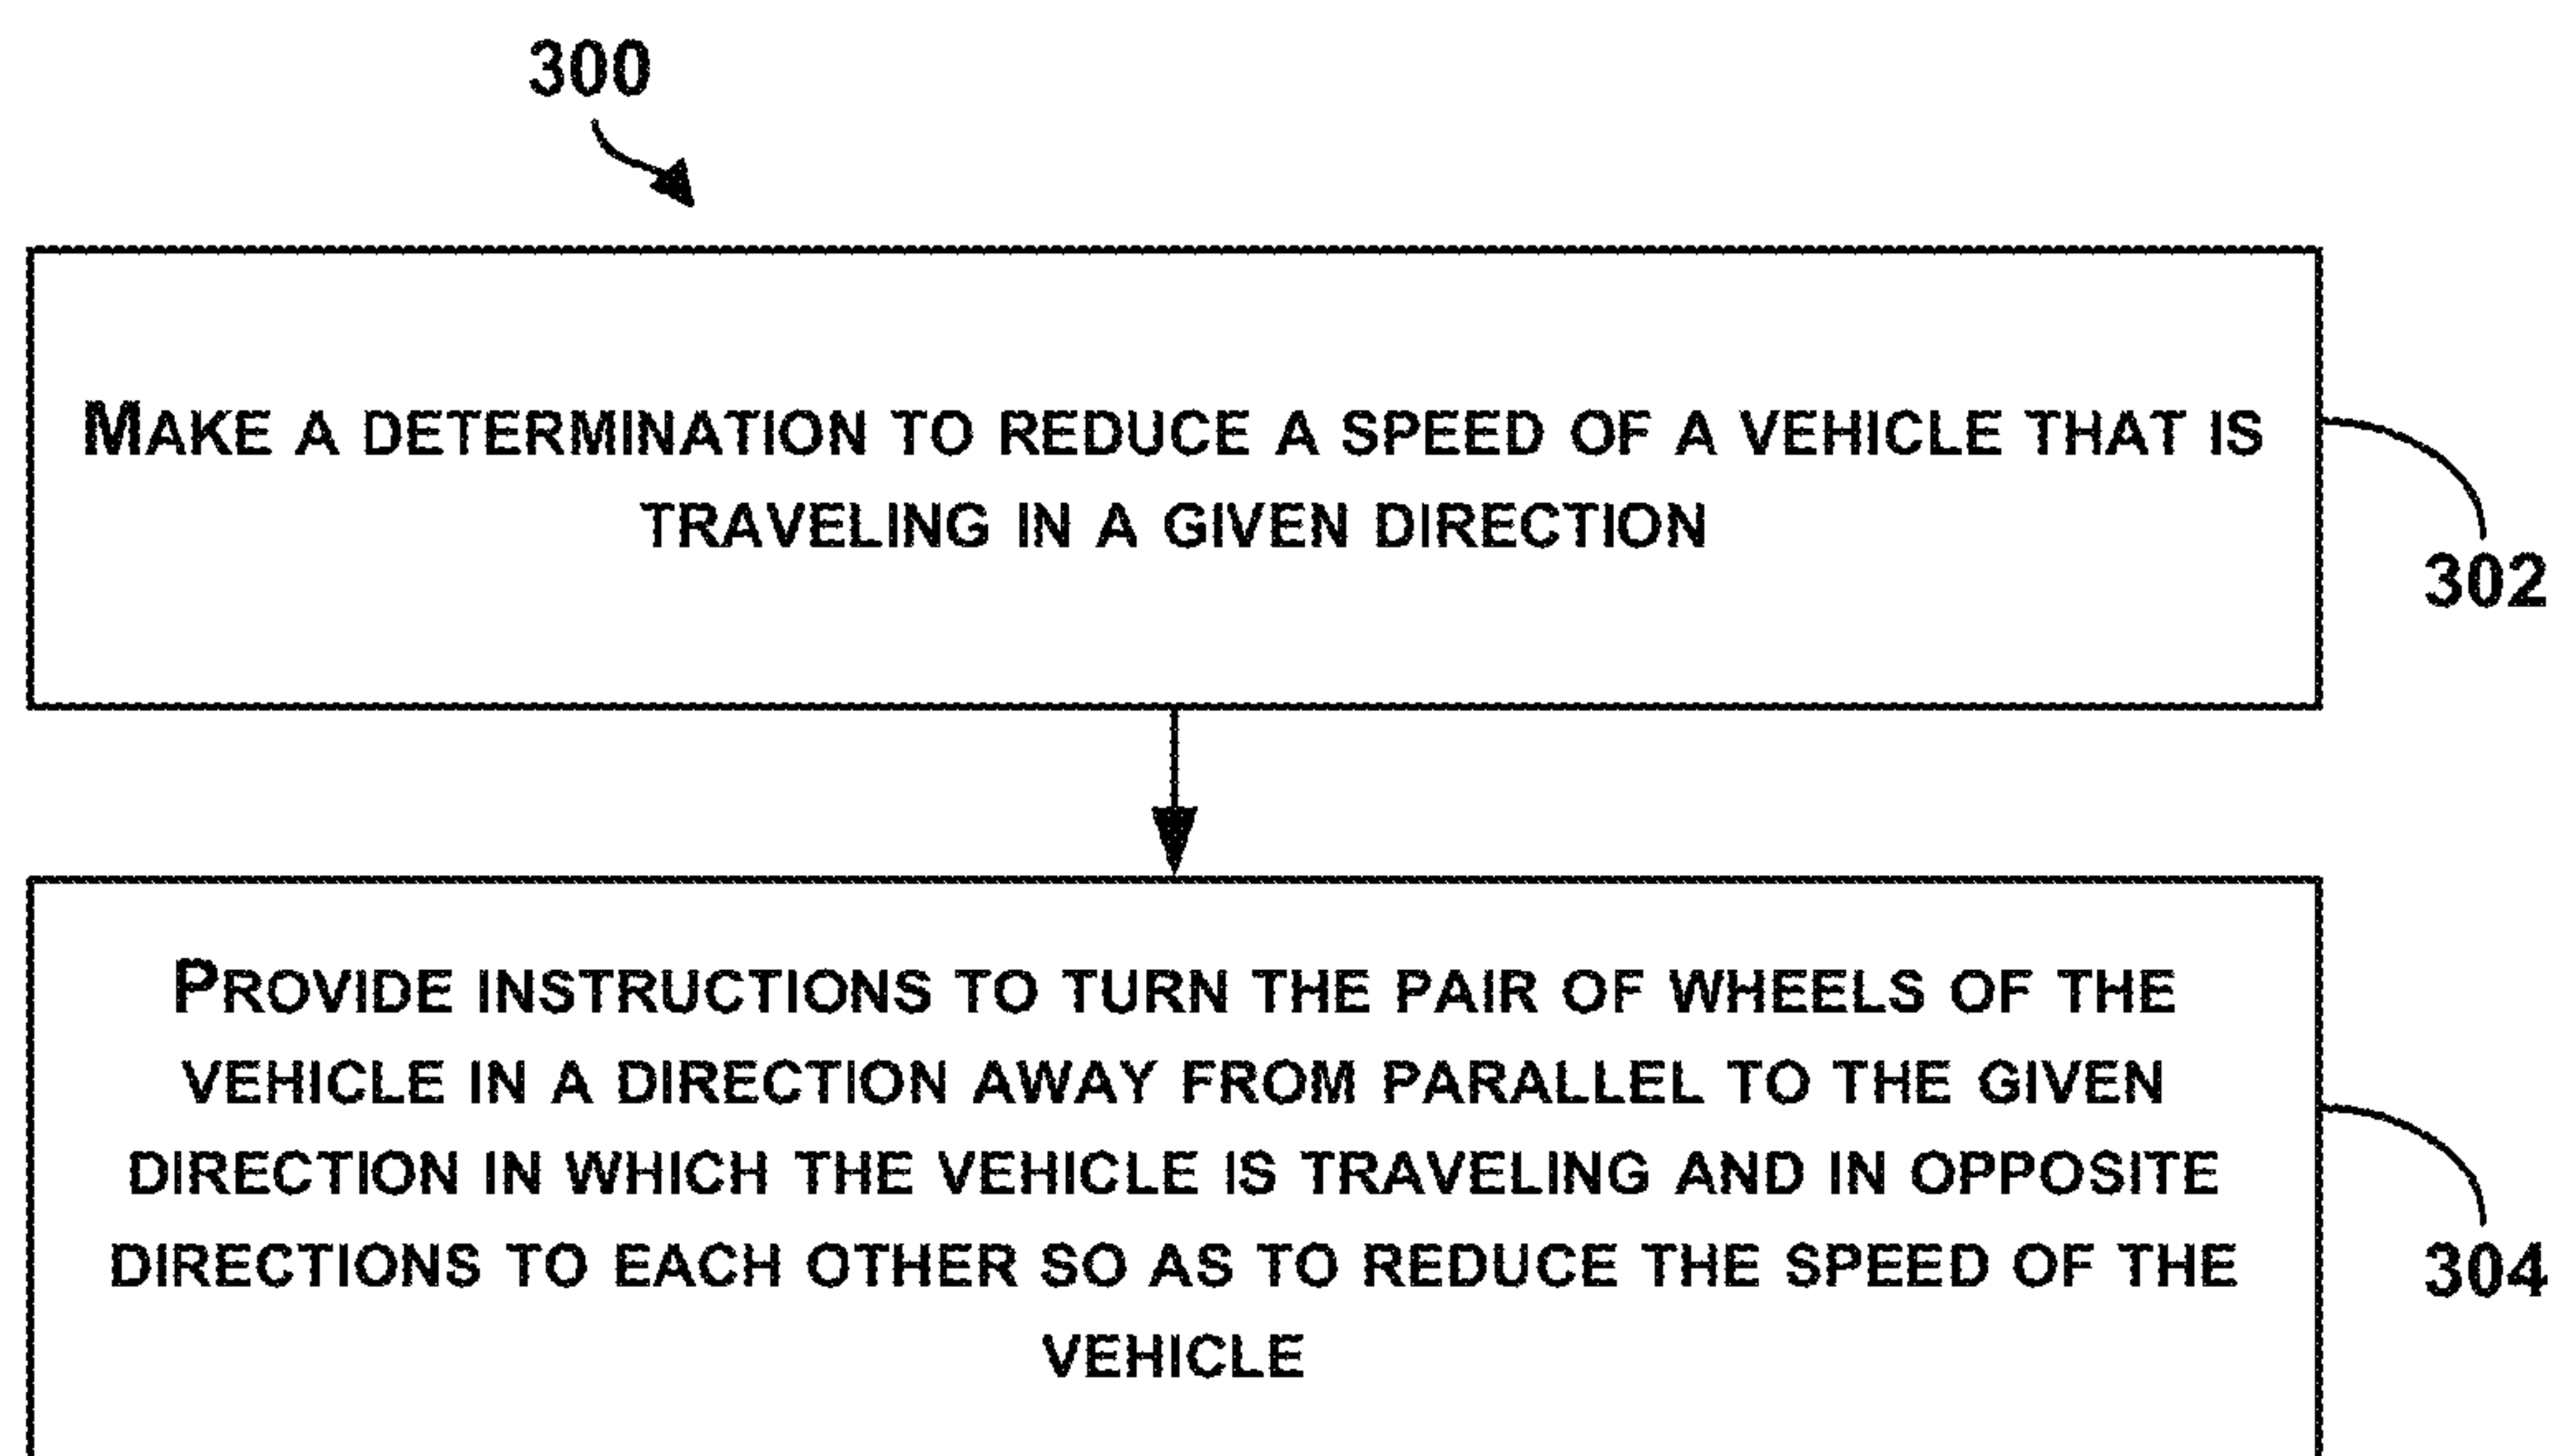 300
MAKE A DETERMINATION TO REDUCE A SPEED OF A VEHICLE THAT IS
TRAVELING IN A GIVEN DIRECTION
302
PROVIDE INSTRUCTIONS TO TURN THE PAIR OF WHEELS OF THE
VEHICLE IN A DIRECTION AWAY FROM PARALLEL TO THE GIVEN
DIRECTION IN WHICH THE VEHICLE IS TRAVELING AND IN OPPOSITE
DIRECTIONS TO EACH OTHER SO AS TO REDUCE THE SPEED OF THE
VEHICLE
304